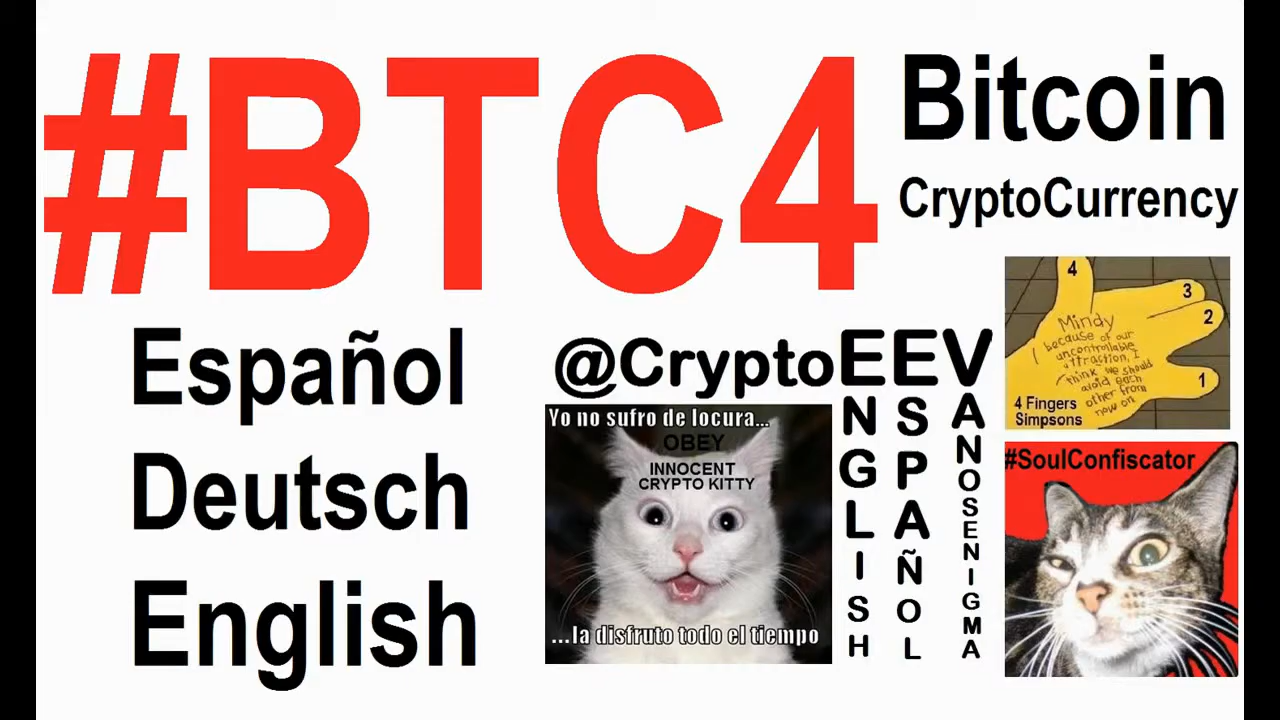 #BTC4
Bitcoin
CryptoCurrency
Español
Deutsch
English
@CryptoEEV
ENGLISH
ESPAÑOL
VANOSENIGMA
Yo no sufro de locura...
OBEY
INNOCENT
CRYPTO KITTY
...la disfruto todo el tiempo
4
3
2
1
Mindy
because of our
uncontrollable
attraction, I
think we should
avoid each
other from
now on
4 Fingers
Simpsons
#SoulConfiscator